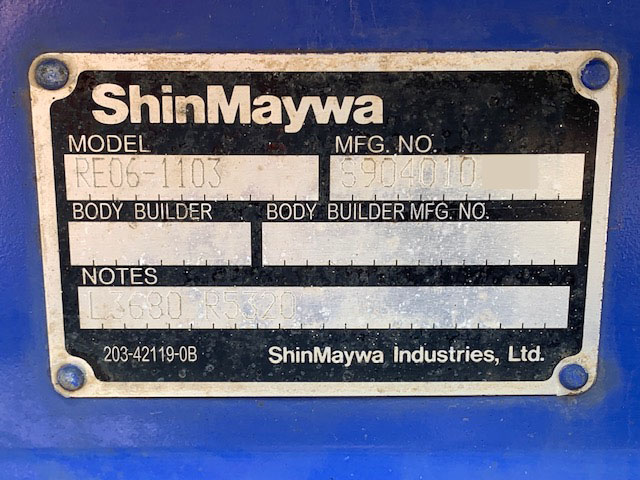 ShinMaywa
MODEL MFG. NO.
RE06-1103 S904010
BODY BUILDER BODY BUILDER MFG. NO.
NOTES
L3680 R5320
203-42119-0B ShinMaywa Industries, Ltd.